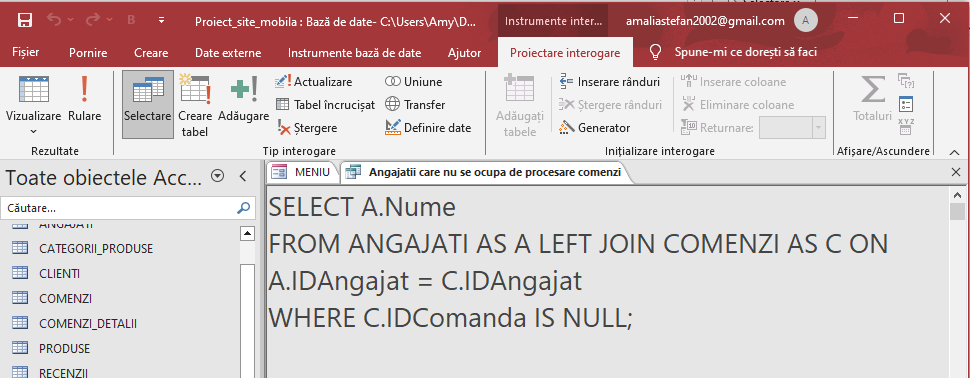 Proiect_site_mobila : Bază de date- C:\Users\Amy\D...
Instrumente inter...
amaliastefan2002@gmail.com
A
Fișier
Pornire
Creare
Date externe
Instrumente bază de date
Ajutor
Proiectare interogare
Spune-mi ce dorești să faci
Vizualizare
Rulare
Rezultate
Selectare
Creare tabel
Adăugare
Actualizare
Tabel încrucișat
Ștergere
Uniune
Transfer
Definire date
Tip interogare
Adăugați tabele
Inserare rânduri
Ștergere rânduri
Generator
Inserare coloane
Eliminare coloane
Returnare:
Inițializare interogare
Totaluri
XYZ
Afișare/Ascundere
Toate obiectele Acc...
Căutare...
ANGAJATI
CATEGORII_PRODUSE
CLIENTI
COMENZI
COMENZI_DETALII
PRODUSE
RECENZII
MENIU
Angajatii care nu se ocupa de procesare comenzi
SELECT A.Nume
FROM ANGAJATI AS A LEFT JOIN COMENZI AS C ON
A.IDAngajat = C.IDAngajat
WHERE C.IDComanda IS NULL;